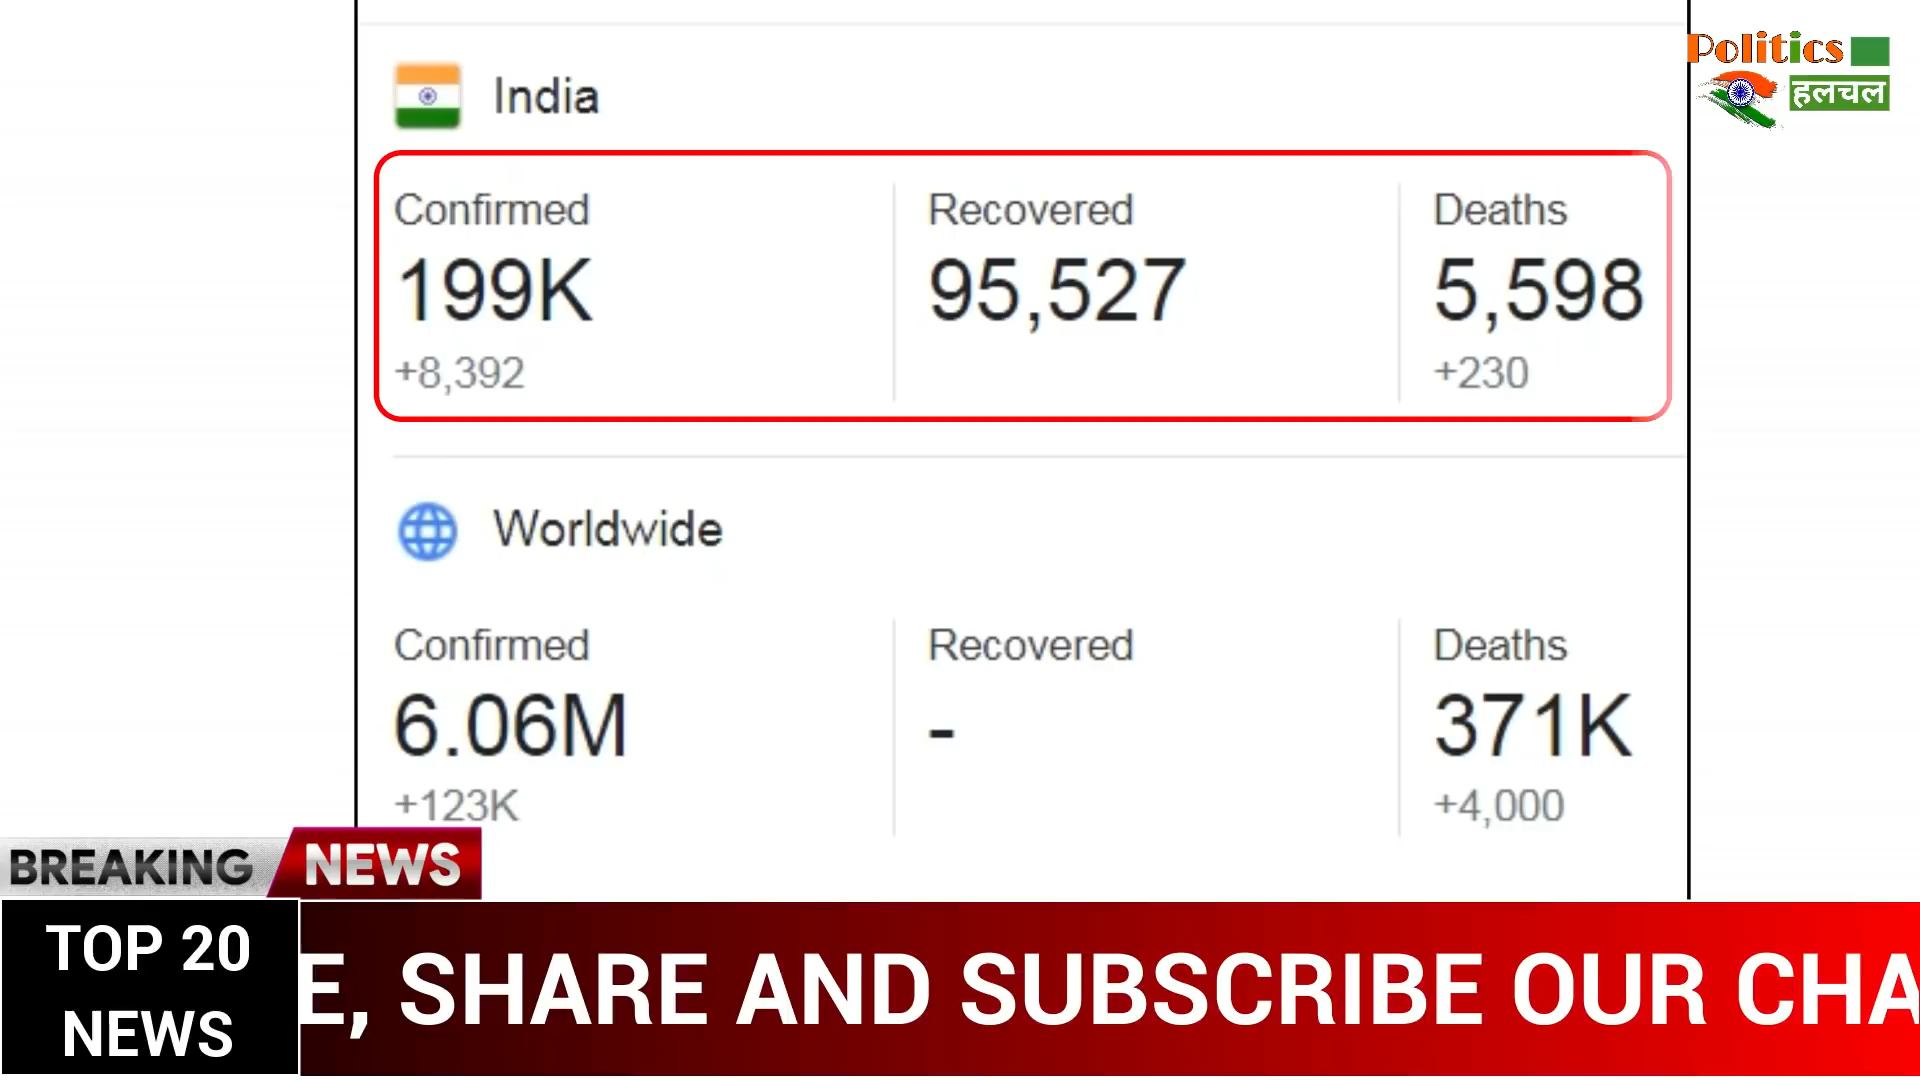 Politics
हलचल
India
Confirmed Recovered Deaths
199K 95,527 5,598
+8,392 +230
Worldwide
Confirmed Recovered Deaths
6.06M - 371K
+123K +4,000
BREAKING NEWS
TOP 20
NEWS
E, SHARE AND SUBSCRIBE OUR CHA